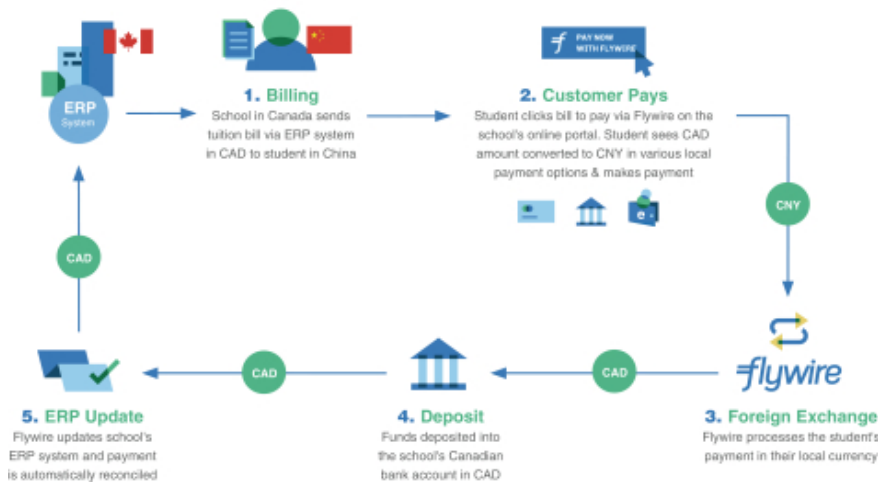 ERP
System
1. Billing
School in Canada sends
tuition bill via ERP system
in CAD to student in China
PAY NOW
WITH FLYWIRE
2. Customer Pays
Student clicks bill to pay via Flywire on the
school's online portal. Student sees CAD
amount converted to CNY in various local
payment options & makes payment
e
CNY
flywire
3. Foreign Exchange
Flywire processes the student's
payment in their local currency
CAD
4. Deposit
Funds deposited into
the school's Canadian
bank account in CAD
CAD
5. ERP Update
Flywire updates school's
ERP system and payment
is automatically reconciled
CAD